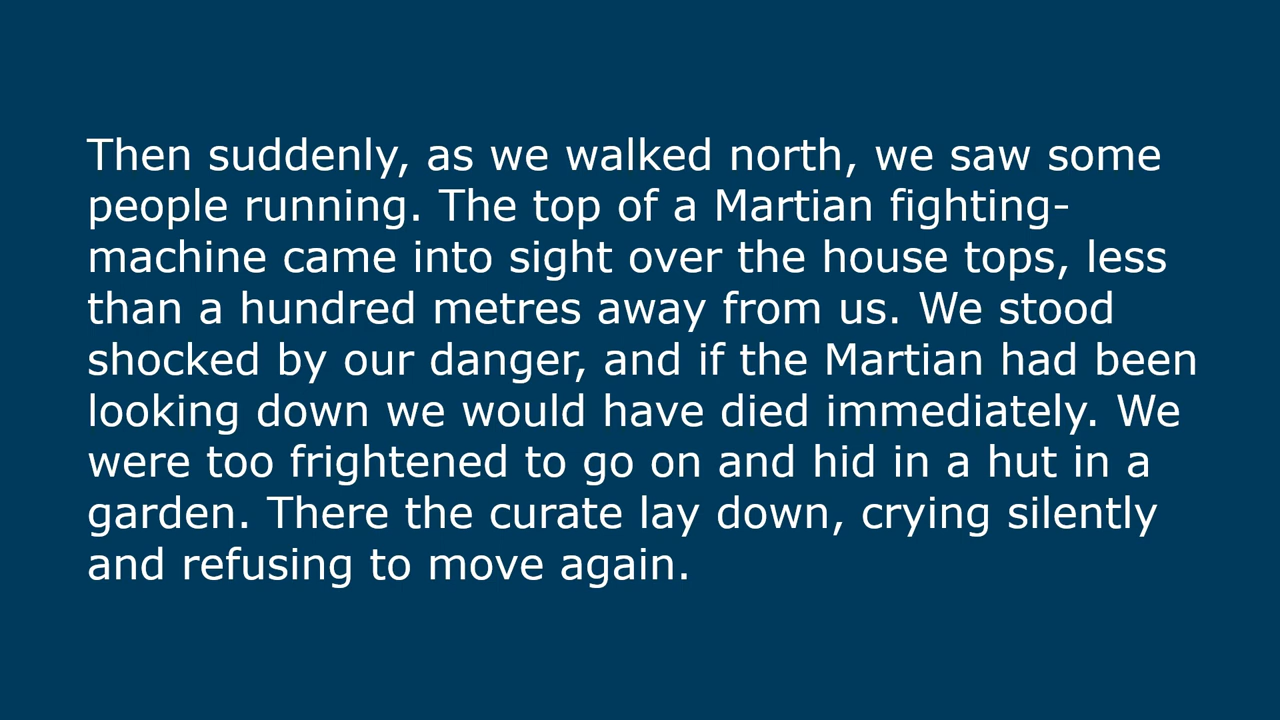 Then suddenly, as we walked north, we saw some
people running. The top of a Martian fighting-
machine came into sight over the house tops, less
than a hundred metres away from us. We stood
shocked by our danger, and if the Martian had been
looking down we would have died immediately. We
were too frightened to go on and hid in a hut in a
garden. There the curate lay down, crying silently
and refusing to move again.